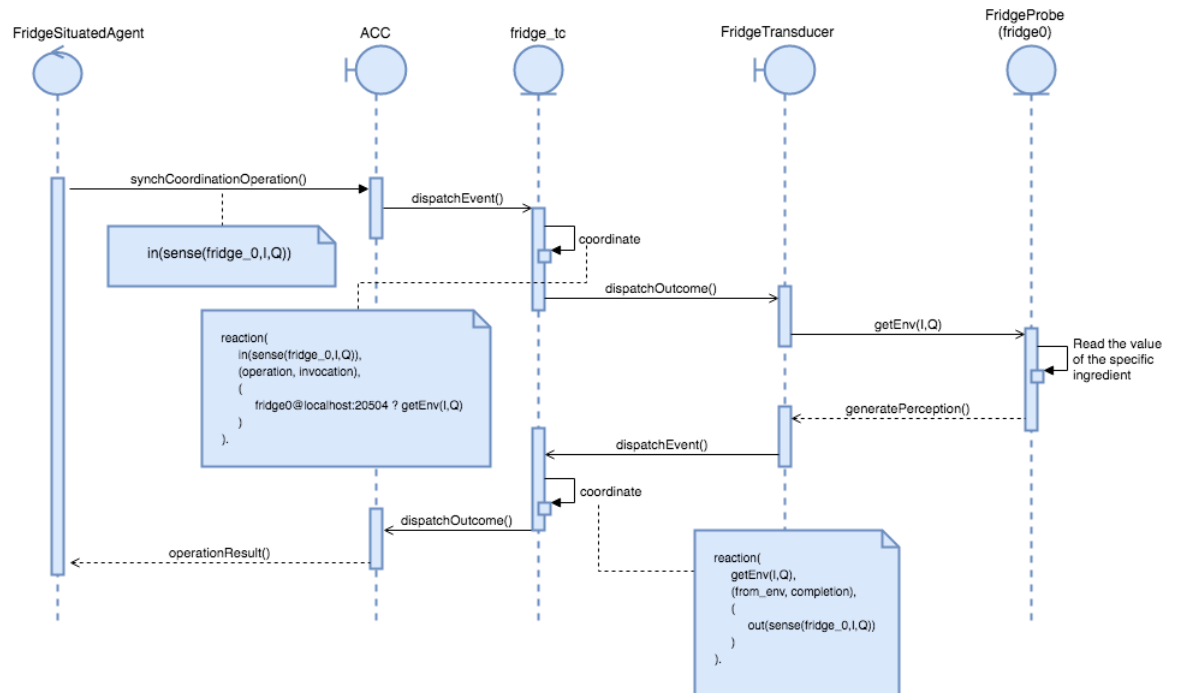 FridgeSituatedAgent
ACC
fridge_tc
FridgeTransducer
FridgeProbe
(fridge0)
synchCoordinationOperation()
dispatchEvent()
in(sense(fridge_0,I,Q))
coordinate
dispatchOutcome()
getEnv(I,Q)
Read the value
of the specific
ingredient
reaction(
in(sense(fridge_0,I,Q)),
(operation, invocation),
(
fridge0@localhost:20504 ? getEnv(I,Q)
)
).
generatePerception()
dispatchEvent()
coordinate
dispatchOutcome()
operationResult()
reaction(
getEnv(I,Q),
(from_env, completion),
(
out(sense(fridge_0,I,Q))
)
).